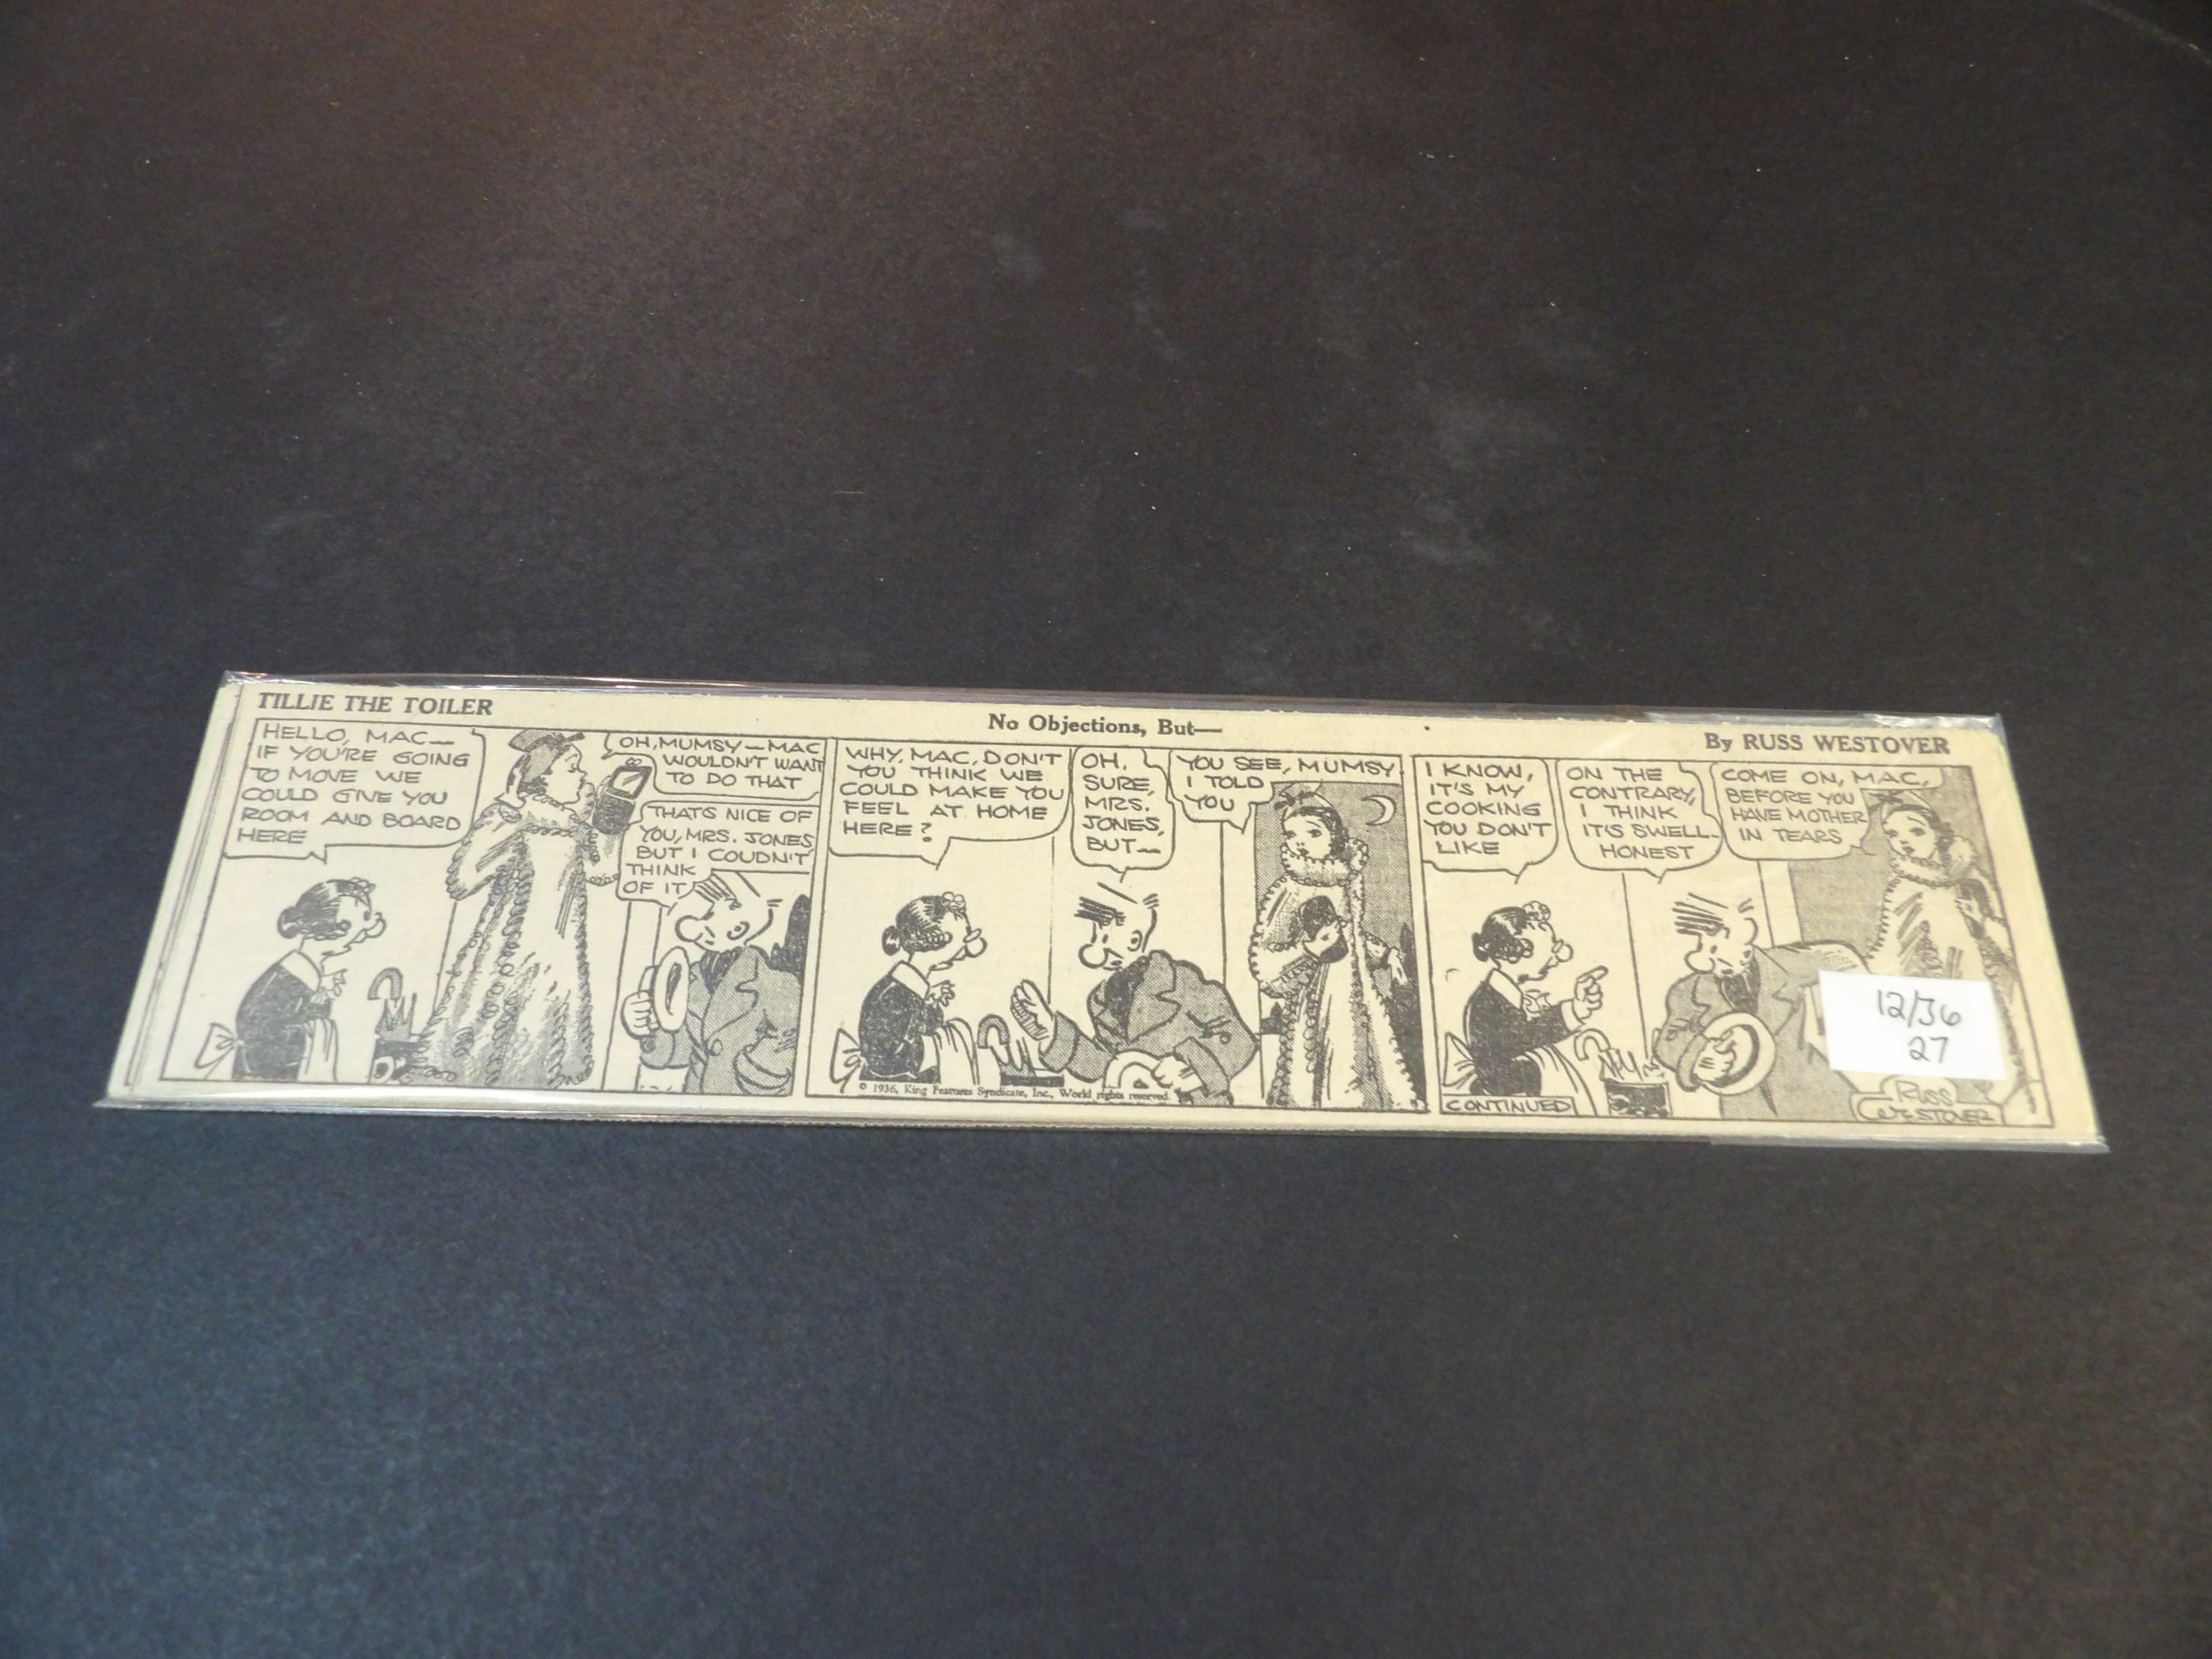 TILLIE THE TOILER
No Objections, But—
By RUSS WESTOVER
HELLO, MAC—
IF YOU'RE GOING
TO MOVE WE
COULD GIVE YOU
ROOM AND BOARD
HERE
OH, MUMSY — MAC
WOULDN'T WANT
TO DO THAT
THATS NICE OF
YOU, MRS. JONES
BUT I COUDN'T
THINK
OF IT
WHY, MAC, DON'T
YOU THINK WE
COULD MAKE YOU
FEEL AT HOME
HERE?
OH,
SURE,
MRS.
JONES,
BUT—
YOU SEE, MUMSY
I TOLD
YOU
© 1936, King Features Syndicate, Inc., World rights reserved
I KNOW,
IT'S MY
COOKING
YOU DON'T
LIKE
ON THE
CONTRARY,
I THINK
IT'S SWELL-
HONEST
COME ON, MAC,
BEFORE YOU
HAVE MOTHER
IN TEARS
CONTINUED
12/36
27
RUSS
WESTOVER